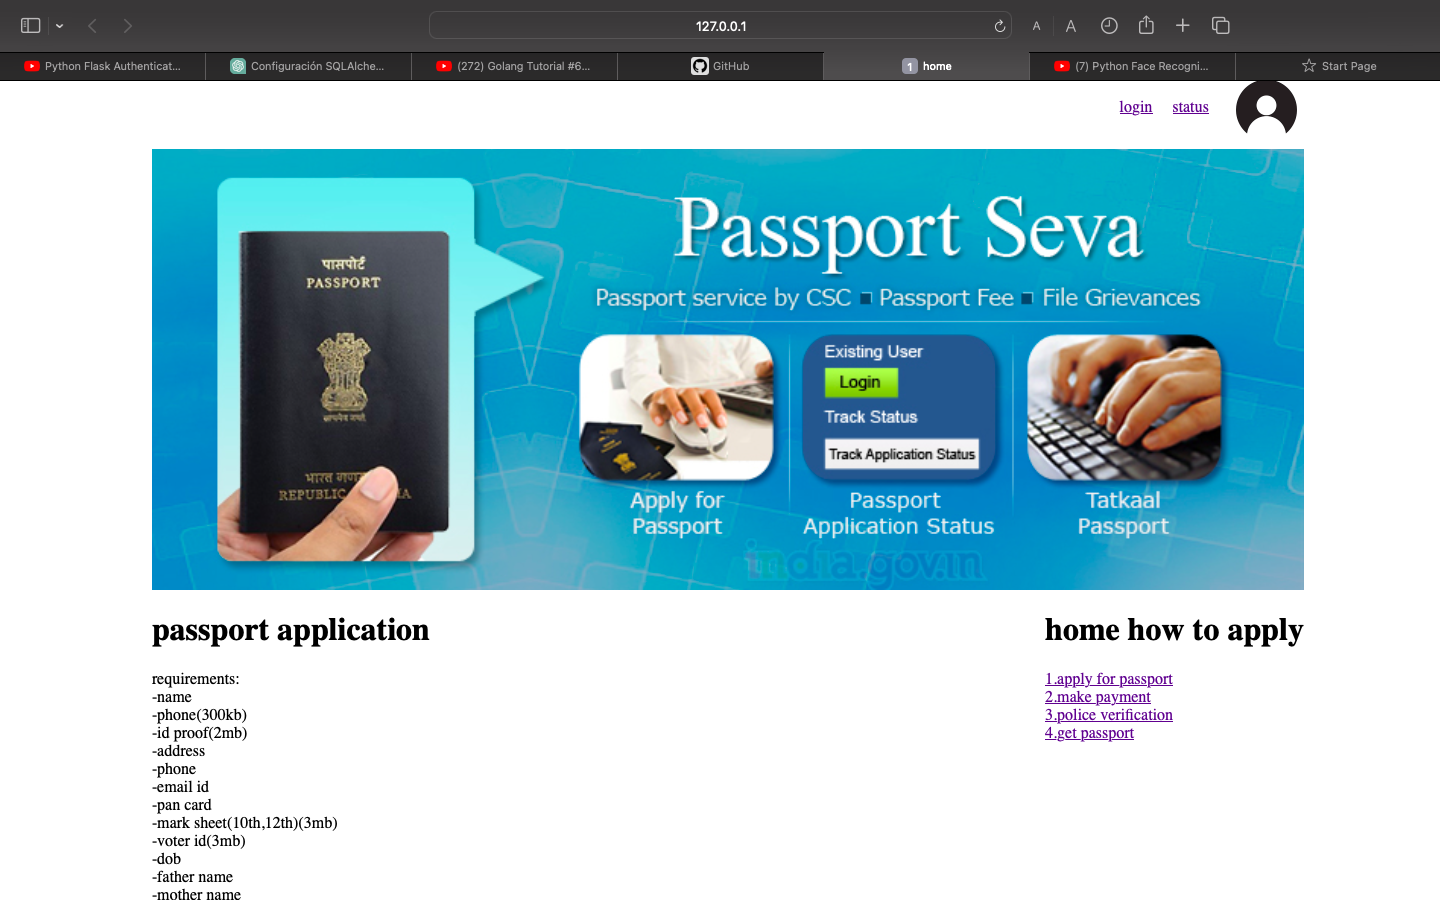 127.0.0.1
A
A
Python Flask Authenticat...
Configuración SQLAlche...
(272) Golang Tutorial #6...
GitHub
1 home
(7) Python Face Recogni...
Start Page
login status
Passport Seva
Passport service by CSC Passport Fee File Grievances
पासपोर्ट
PASSPORT
सत्यमेव जयते
भारत गणराज्य
REPUBLIC
Existing User
Login
Track Status
Track Application Status
Apply for
Passport
Passport
Application Status
Tatkaal
Passport
india.gov.in
passport application
requirements:
-name
-phone(300kb)
-id proof(2mb)
-address
-phone
-email id
-pan card
-mark sheet(10th,12th)(3mb)
-voter id(3mb)
-dob
-father name
-mother name
home how to apply
1.apply for passport
2.make payment
3.police verification
4.get passport